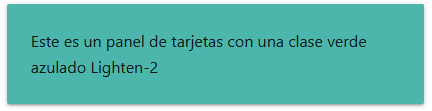 Este es un panel de tarjetas con una clase verde
azulado Lighten-2